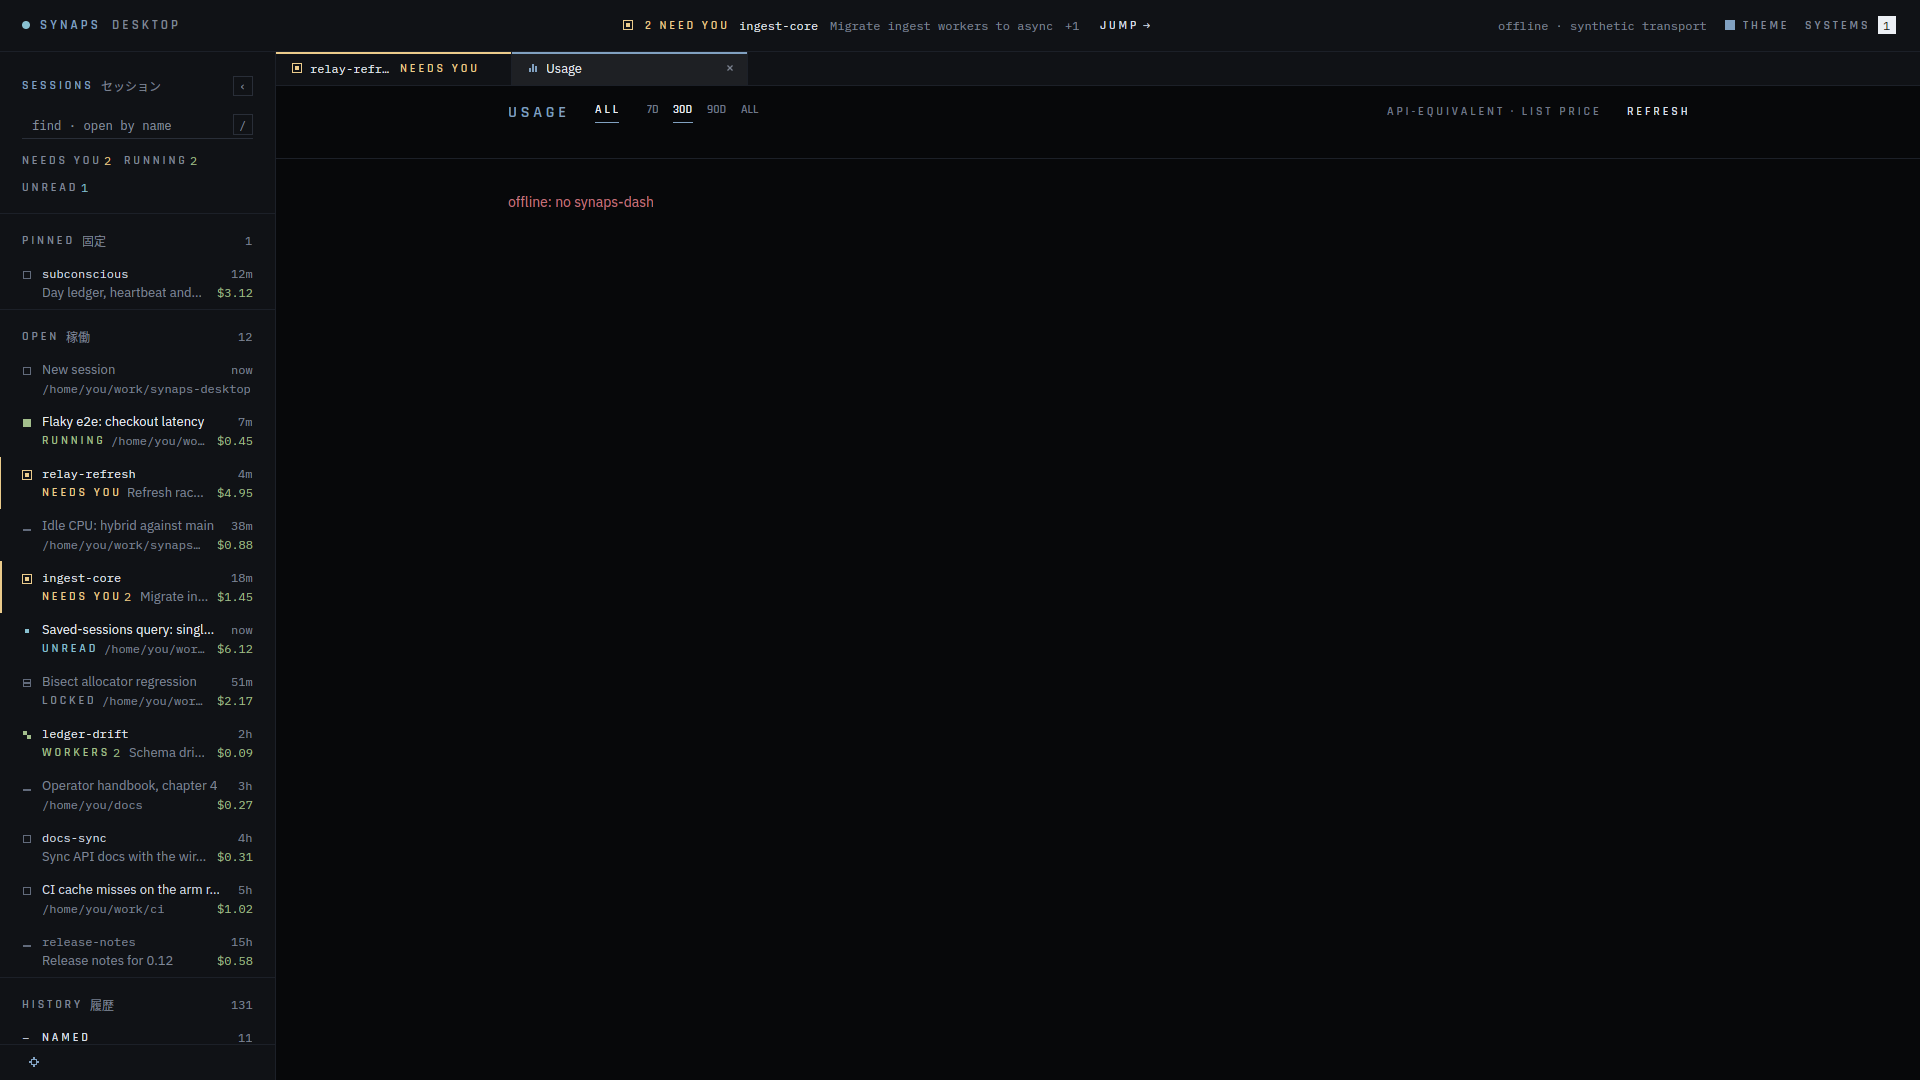 SYNAPS DESKTOP
2 NEED YOU ingest-core Migrate ingest workers to async +1 JUMP →
offline · synthetic transport THEME SYSTEMS 1
SESSIONS セッション ‹
find · open by name /
NEEDS YOU 2 RUNNING 2
UNREAD 1
PINNED 固定 1
subconscious 12m
Day ledger, heartbeat and... $3.12
OPEN 稼働 12
New session now
/home/you/work/synaps-desktop
Flaky e2e: checkout latency 7m
RUNNING /home/you/wo… $0.45
relay-refresh 4m
NEEDS YOU Refresh rac... $4.95
Idle CPU: hybrid against main 38m
/home/you/work/synaps… $0.88
ingest-core 18m
NEEDS YOU 2 Migrate in... $1.45
Saved-sessions query: singl... now
UNREAD /home/you/wor… $6.12
Bisect allocator regression 51m
LOCKED /home/you/wor… $2.17
ledger-drift 2h
WORKERS 2 Schema dri... $0.09
Operator handbook, chapter 4 3h
/home/you/docs $0.27
docs-sync 4h
Sync API docs with the wir... $0.31
CI cache misses on the arm r... 5h
/home/you/work/ci $1.02
release-notes 15h
Release notes for 0.12 $0.58
HISTORY 履歴 131
– NAMED 11
relay-refr… NEEDS YOU
Usage ×
USAGE ALL 7D 30D 90D ALL
API-EQUIVALENT · LIST PRICE REFRESH
offline: no synaps-dash